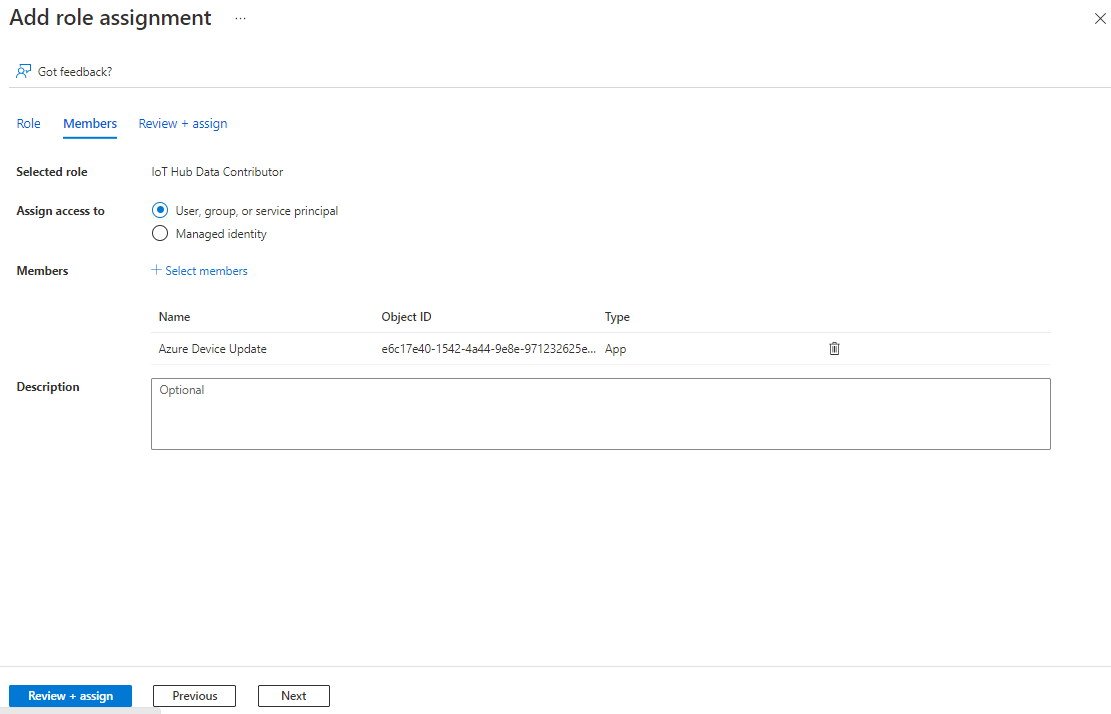 Add role assignment ...
Got feedback?
Role Members Review + assign
Selected role IoT Hub Data Contributor
Assign access to User, group, or service principal
Managed identity
Members + Select members
Name Object ID Type
Azure Device Update e6c17e40-1542-4a44-9e8e-971232625e... App
Description Optional
Review + assign Previous Next